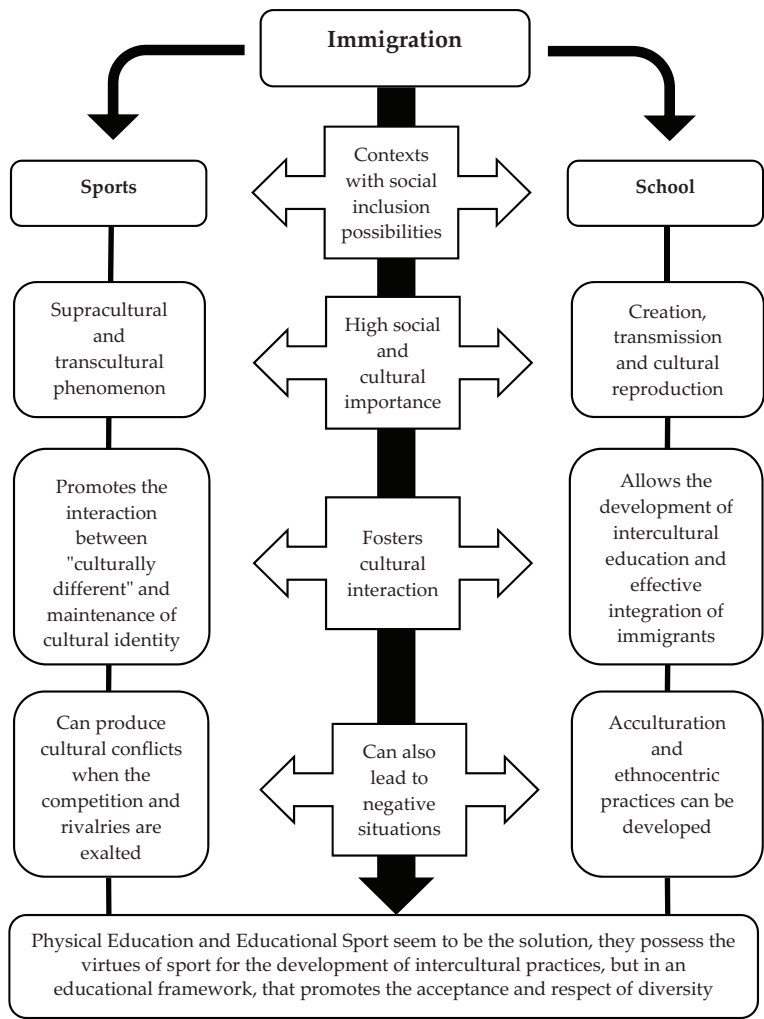 Immigration
Contexts
with social
inclusion
possibilities
Sports
School
Supracultural
and
transcultural
phenomenon
High social
and
cultural
importance
Creation,
transmission
and cultural
reproduction
Promotes the
interaction
between
"culturally
different" and
maintenance of
cultural identity
Fosters
cultural
interaction
Allows the
development of
intercultural
education and
effective
integration of
immigrants
Can produce
cultural conflicts
when the
competition and
rivalries are
exalted
Can also
lead to
negative
situations
Acculturation
and
ethnocentric
practices can be
developed
Physical Education and Educational Sport seem to be the solution, they possess the
virtues of sport for the development of intercultural practices, but in an
educational framework, that promotes the acceptance and respect of diversity